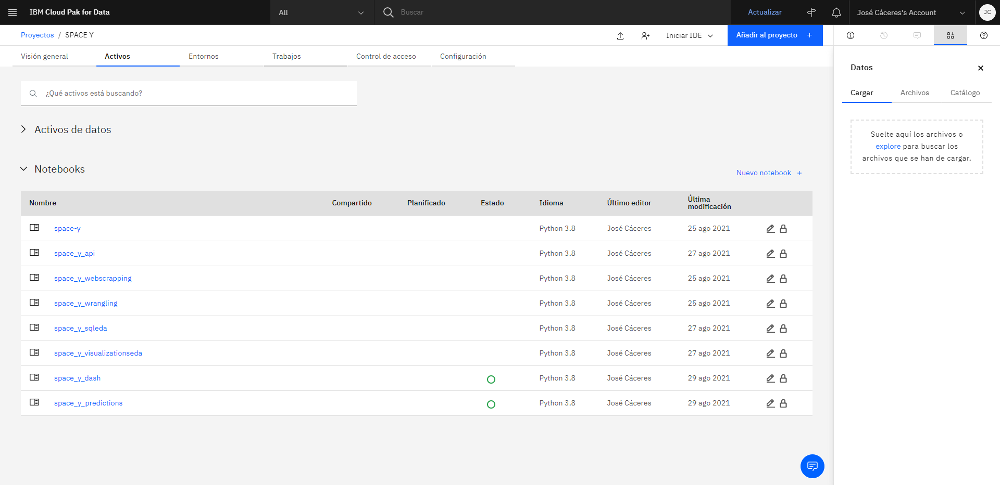 IBM Cloud Pak for Data
All
Buscar
Actualizar
José Cáceres's Account
JC
Proyectos / SPACE Y
Iniciar IDE
Añadir al proyecto +
Visión general
Activos
Entornos
Trabajos
Control de acceso
Configuración
¿Qué activos está buscando?
Activos de datos
Notebooks
Nuevo notebook +
Nombre Compartido Planificado Estado Idioma Último editor Última
modificación
space-y Python 3.8 José Cáceres 25 ago 2021
space_y_api Python 3.8 José Cáceres 27 ago 2021
space_y_webscrapping Python 3.8 José Cáceres 25 ago 2021
space_y_wrangling Python 3.8 José Cáceres 25 ago 2021
space_y_sqleda Python 3.8 José Cáceres 27 ago 2021
space_y_visualizationseda Python 3.8 José Cáceres 27 ago 2021
space_y_dash Python 3.8 José Cáceres 29 ago 2021
space_y_predictions Python 3.8 José Cáceres 29 ago 2021
Datos
Cargar
Archivos
Catálogo
Suelte aquí los archivos o
explore para buscar los
archivos que se han de cargar.